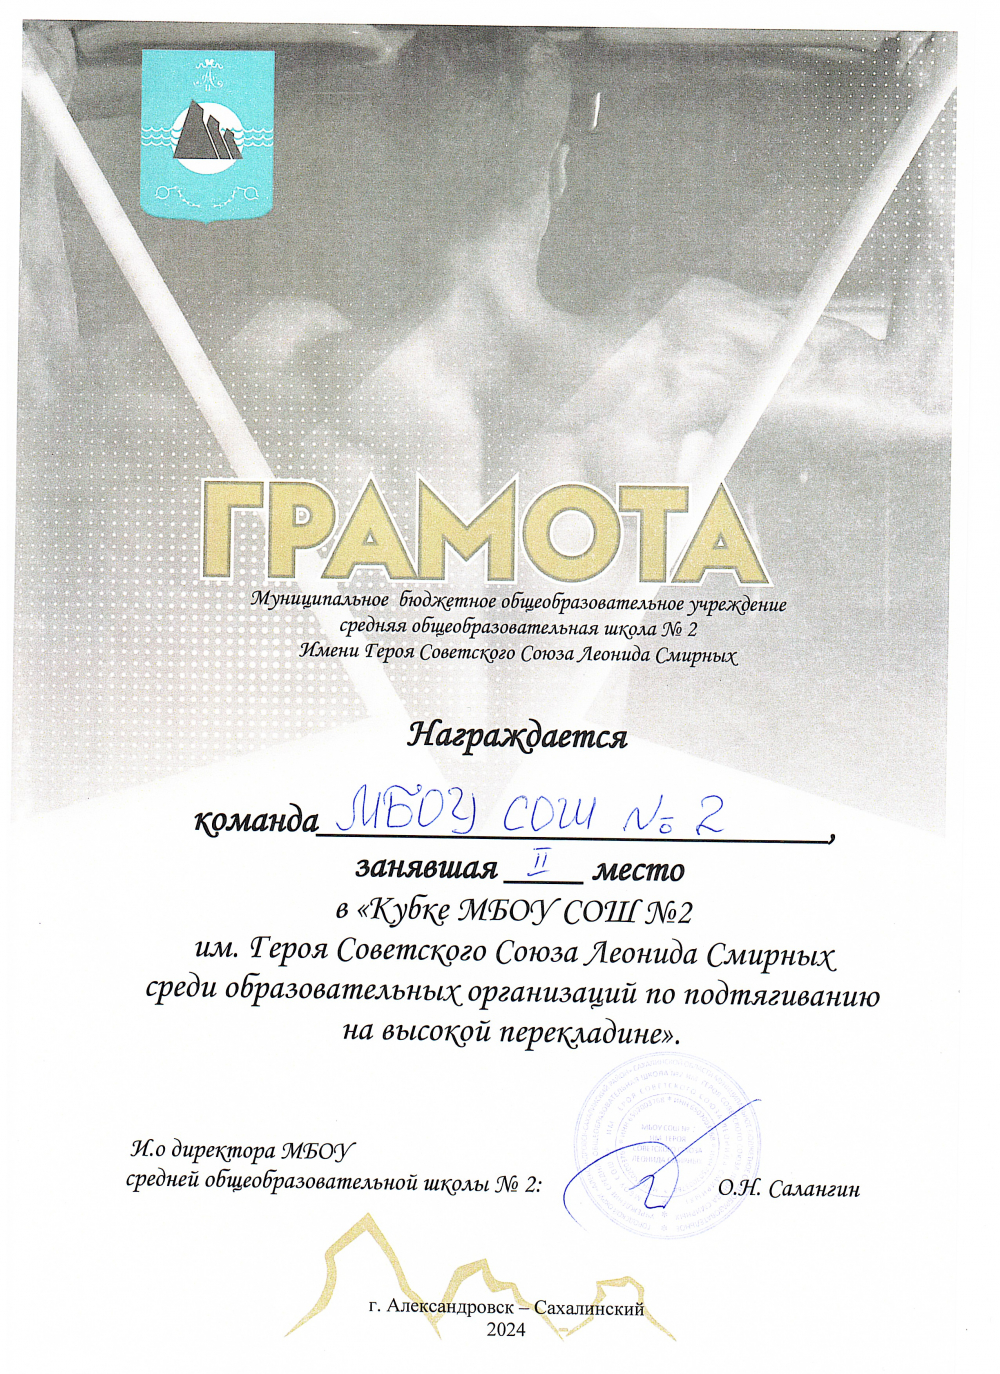 ГРАМОТА
Муниципальное бюджетное общеобразовательное учреждение
средняя общеобразовательная школа № 2
Имени Героя Советского Союза Леонида Смирных
Награждается
команда МБОУ СОШ № 2,
занявшая II место
в «Кубке МБОУ СОШ №2
им. Героя Советского Союза Леонида Смирных
среди образовательных организаций по подтягиванию
на высокой перекладине».
И.о директора МБОУ
средней общеобразовательной школы № 2:
О.Н. Салангин
г. Александровск – Сахалинский
2024